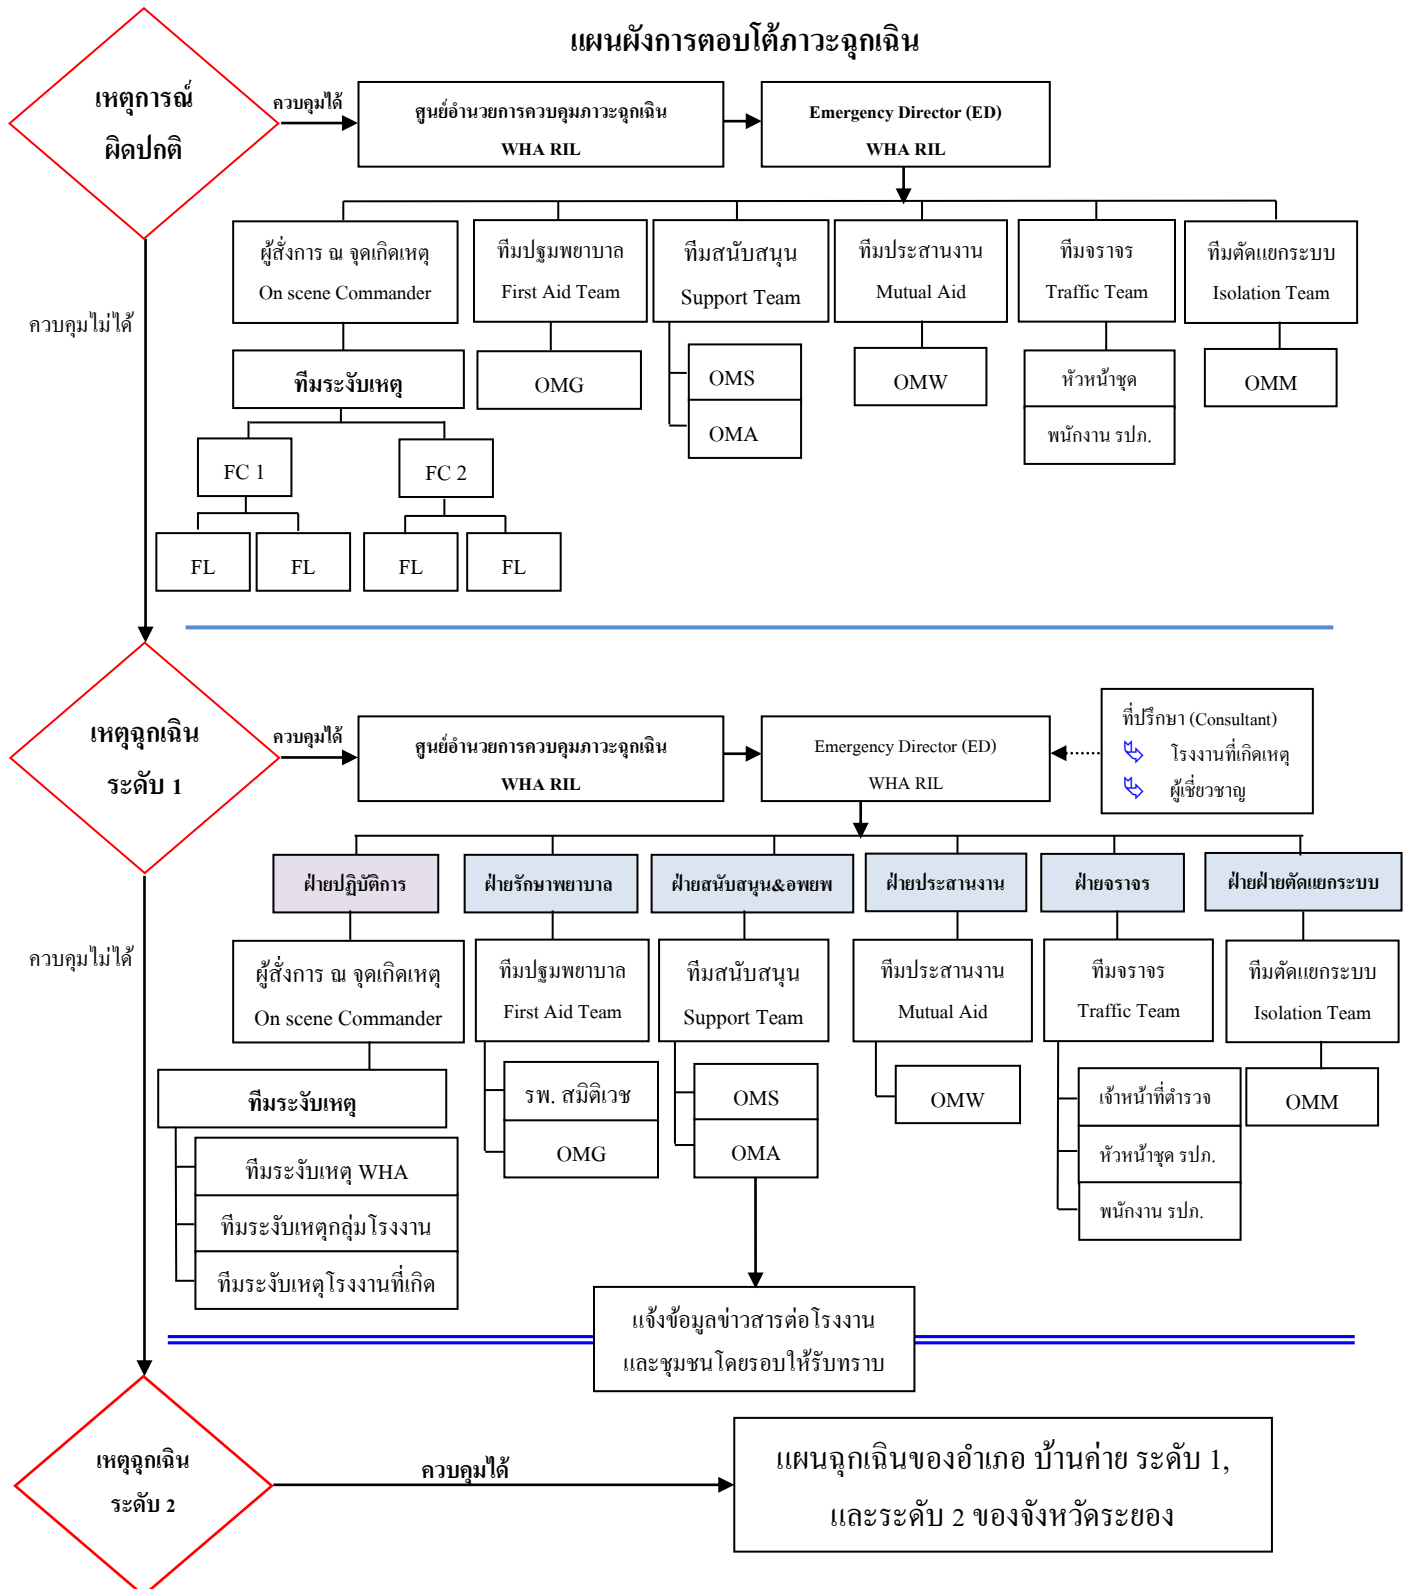 แผนผังการตอบโต้ภาวะฉุกเฉิน
เหตุการณ์
ผิดปกติ
ควบคุมได้
ศูนย์อำนวยการควบคุมภาวะฉุกเฉิน
WHA RIL
Emergency Director (ED)
WHA RIL
ควบคุมไม่ได้
ผู้สั่งการ ณ จุดเกิดเหตุ
On scene Commander
ทีมปฐมพยาบาล
First Aid Team
ทีมสนับสนุน
Support Team
ทีมประสานงาน
Mutual Aid
ทีมจราจร
Traffic Team
ทีมตัดแยกระบบ
Isolation Team
ทีมระงับเหตุ
OMG
OMS
OMA
OMW
หัวหน้าชุด
พนักงาน รปภ.
OMM
FC 1
FC 2
FL
FL
FL
FL
เหตุฉุกเฉิน
ระดับ 1
ควบคุมได้
ศูนย์อำนวยการควบคุมภาวะฉุกเฉิน
WHA RIL
Emergency Director (ED)
WHA RIL
ที่ปรึกษา (Consultant)
โรงงานที่เกิดเหตุ
ผู้เชี่ยวชาญ
ควบคุมไม่ได้
ฝ่ายปฏิบัติการ
ฝ่ายรักษาพยาบาล
ฝ่ายสนับสนุน&อพยพ
ฝ่ายประสานงาน
ฝ่ายจราจร
ฝ่ายฝ่ายตัดแยกระบบ
ผู้สั่งการ ณ จุดเกิดเหตุ
On scene Commander
ทีมปฐมพยาบาล
First Aid Team
ทีมสนับสนุน
Support Team
ทีมประสานงาน
Mutual Aid
ทีมจราจร
Traffic Team
ทีมตัดแยกระบบ
Isolation Team
ทีมระงับเหตุ
ทีมระงับเหตุ WHA
ทีมระงับเหตุกลุ่มโรงงาน
ทีมระงับเหตุโรงงานที่เกิด
รพ. สมิติเวช
OMG
OMS
OMA
OMW
เจ้าหน้าที่ตำรวจ
หัวหน้าชุด รปภ.
พนักงาน รปภ.
OMM
แจ้งข้อมูลข่าวสารต่อโรงงาน
และชุมชนโดยรอบให้รับทราบ
เหตุฉุกเฉิน
ระดับ 2
ควบคุมได้
แผนฉุกเฉินของอำเภอ บ้านค่าย ระดับ 1,
และระดับ 2 ของจังหวัดระยอง